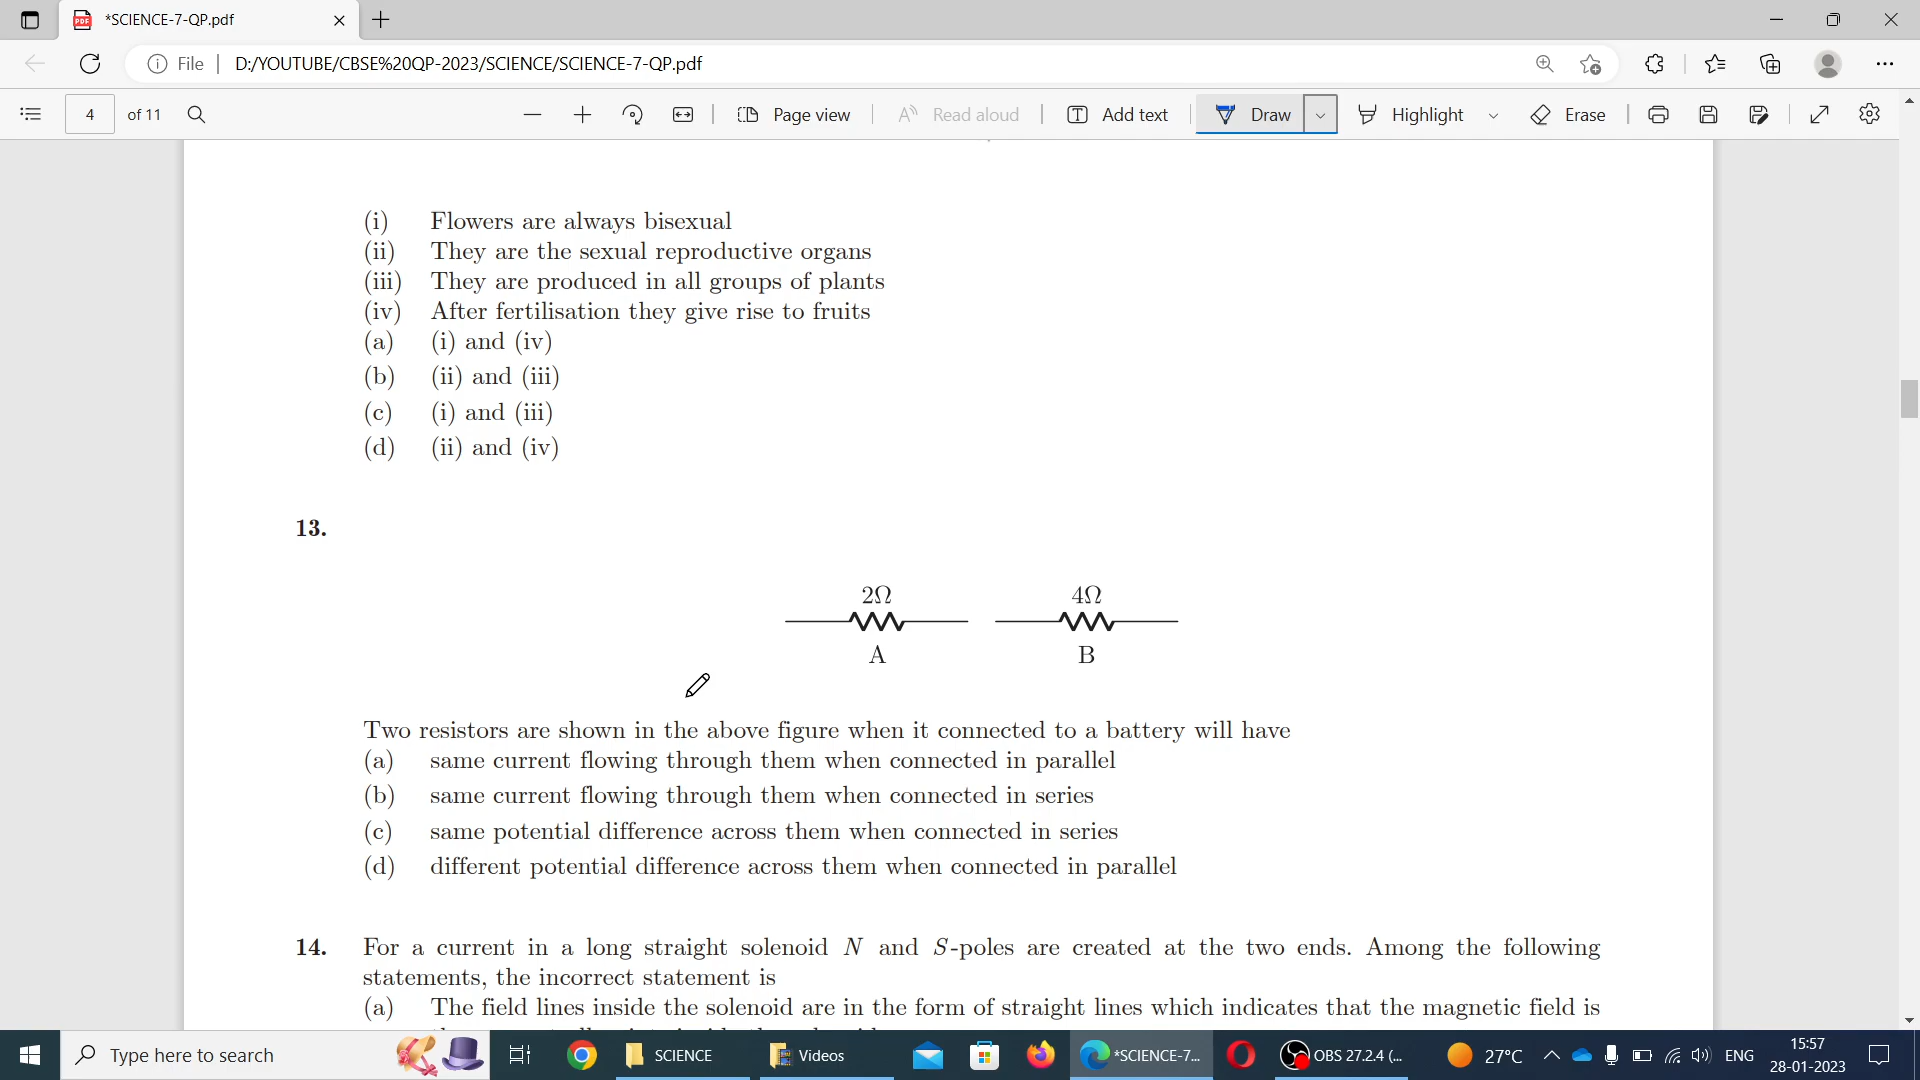 *SCIENCE-7-QP.pdf
File
D:/YOUTUBE/CBSE%20QP-2023/SCIENCE/SCIENCE-7-QP.pdf
4 of 11
Page view
Read aloud
Add text
Draw
Highlight
Erase
(i) Flowers are always bisexual
(ii) They are the sexual reproductive organs
(iii) They are produced in all groups of plants
(iv) After fertilisation they give rise to fruits
(a) (i) and (iv)
(b) (ii) and (iii)
(c) (i) and (iii)
(d) (ii) and (iv)
13.
2Ω 4Ω
A B
Two resistors are shown in the above figure when it connected to a battery will have
(a) same current flowing through them when connected in parallel
(b) same current flowing through them when connected in series
(c) same potential difference across them when connected in series
(d) different potential difference across them when connected in parallel
14. For a current in a long straight solenoid N and S-poles are created at the two ends. Among the following
statements, the incorrect statement is
(a) The field lines inside the solenoid are in the form of straight lines which indicates that the magnetic field is
Type here to search
SCIENCE
Videos
*SCIENCE-7...
OBS 27.2.4 (...
27°C
ENG
15:57
28-01-2023